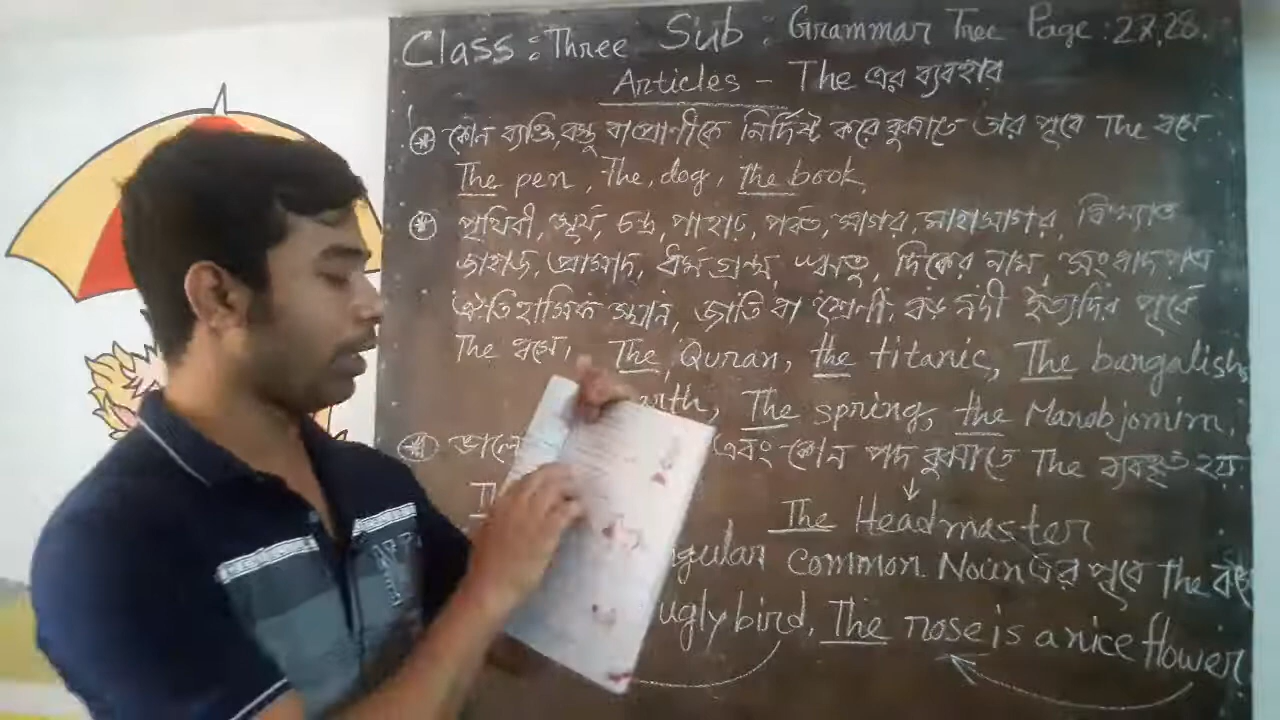 Class : Three Sub : Grammar Tree Page : 27,28.
Articles - The এর ব্যবহার
কোন ব্যক্তি, বস্তু বা প্রাণীকে নির্দিষ্ট করে বুঝাতে তার পূর্বে The বসে
The pen, The, dog, the book
পৃথিবী, সূর্য, চন্দ্র, পাহাড়, পর্বত, সাগর, মাহাসাগর, বিখ্যাত
জাহাজ, প্রাসাদ, ধর্মগ্রন্থ, ঋতু, দিকের নাম, সংবাদপত্র
ঐতিহাসিক স্থান, জাতি বা শ্রেণী, বড় নদী ইত্যাদির পূর্বে
The বসে, The, Quran, the titanic, The bangalish,
The spring, the Manobjomim,
এবং কোন পদ বুঝাতে The ব্যবহৃত হয়
The Headmaster
Common Noun এর পূবে The বসে
ugly bird, The rose is a nice flower